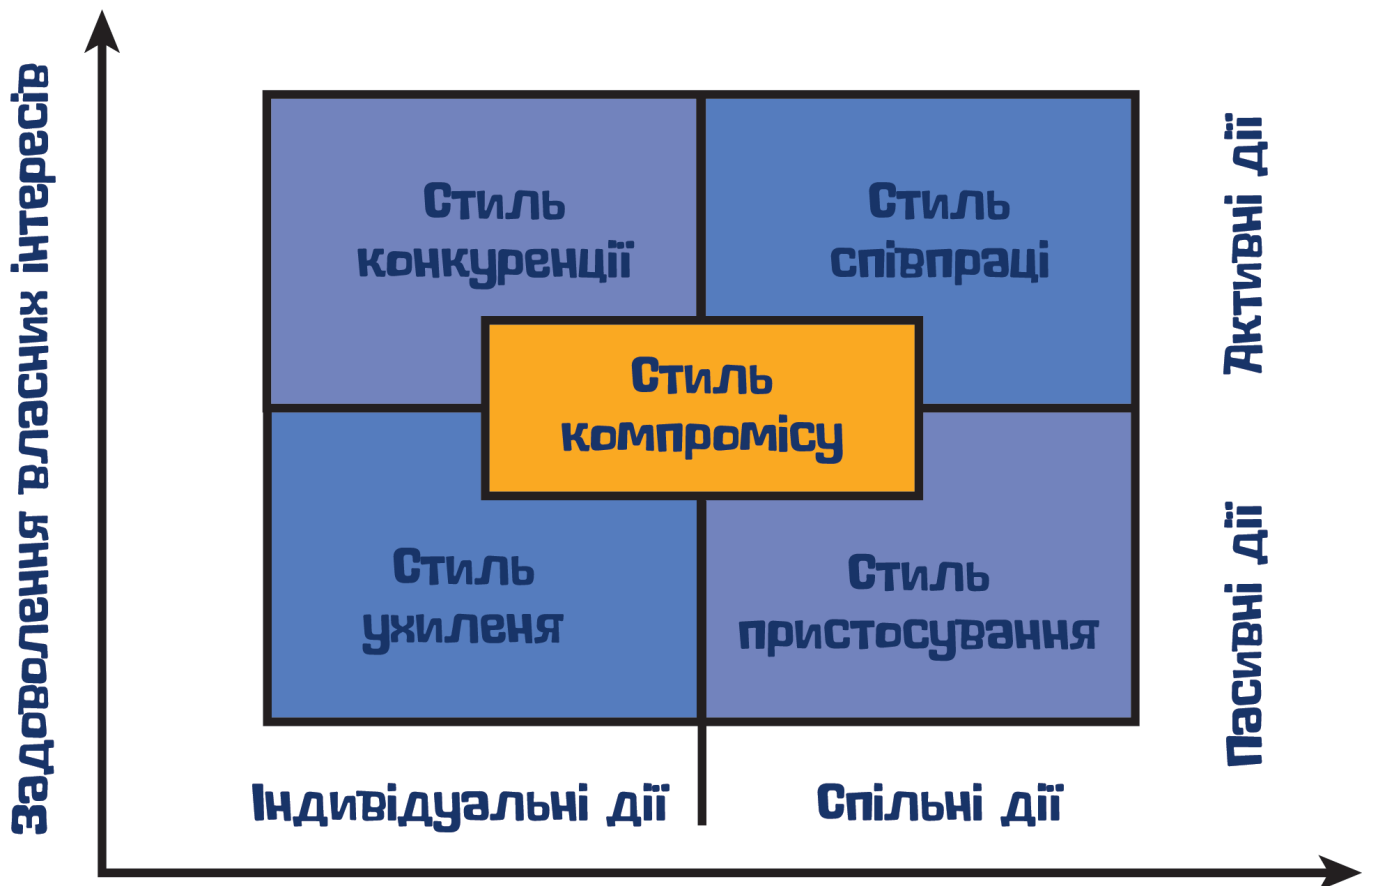 Задоволення власних інтересів
Стиль
конкуренції
Стиль
співпраці
Активні дії
Стиль
компромісу
Стиль
ухиленя
Стиль
пристосування
Пасивні дії
Індивідуальні дії
Спільні дії